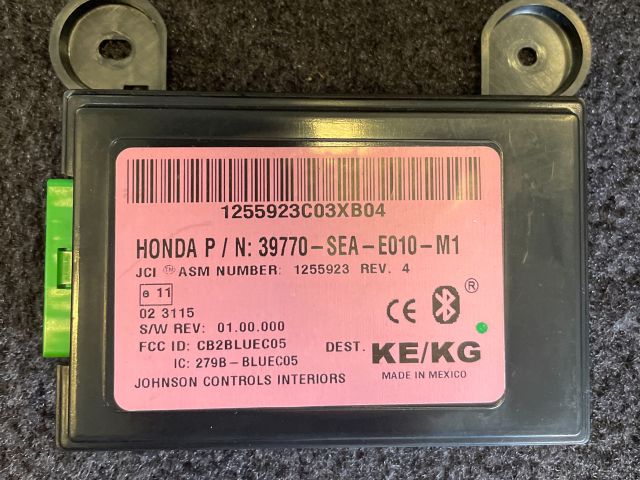 1255923C03XB04
HONDA P / N: 39770-SEA-E010-M1
JCI ™ ASM NUMBER: 1255923 REV. 4
e 11
02 3115
S/W REV: 01.00.000
FCC ID: CB2BLUEC05
IC: 279B-BLUEC05
JOHNSON CONTROLS INTERIORS
CE ®
DEST. KE/KG
MADE IN MEXICO